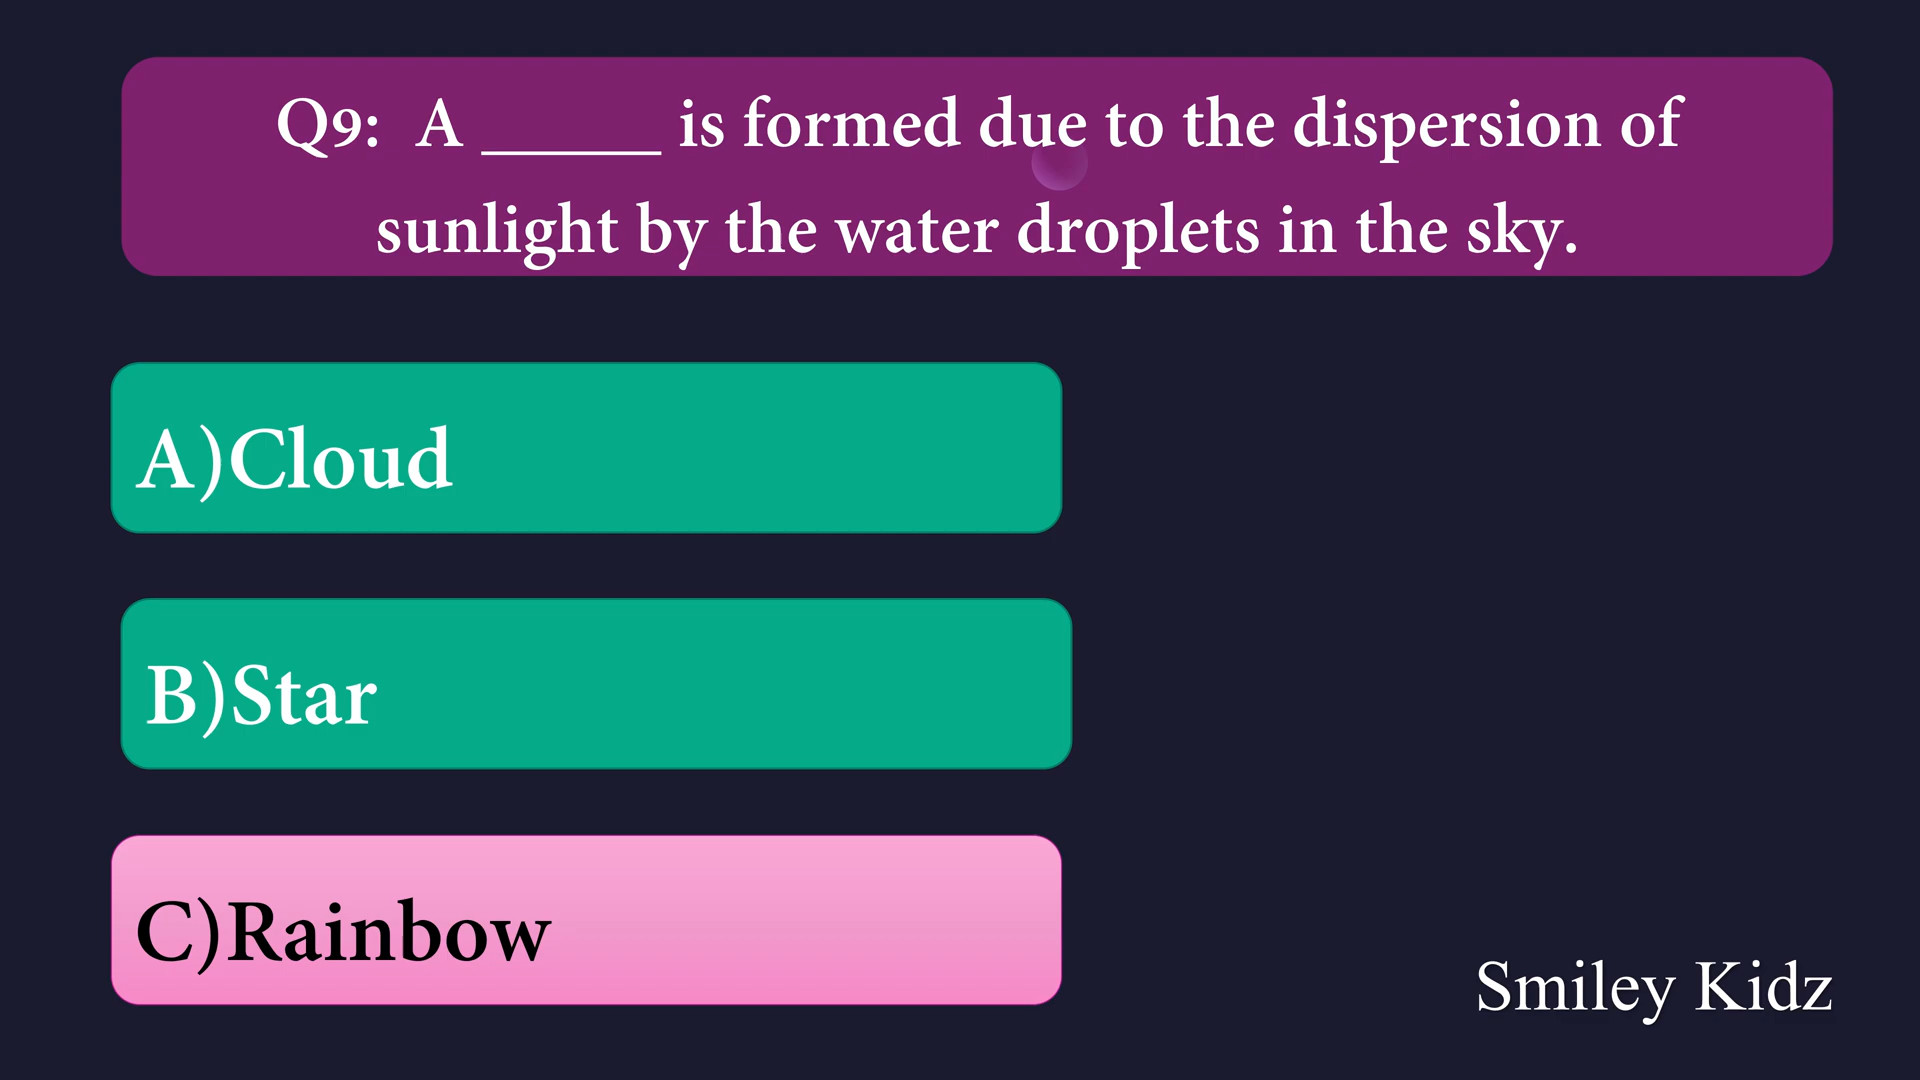 Q9: A _____ is formed due to the dispersion of
sunlight by the water droplets in the sky.
A)Cloud
B)Star
C)Rainbow
Smiley Kidz